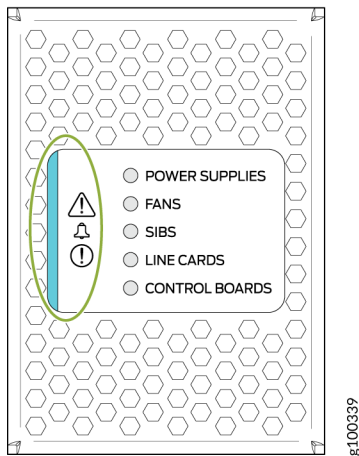 POWER SUPPLIES
FANS
SIBS
LINE CARDS
CONTROL BOARDS
g100339